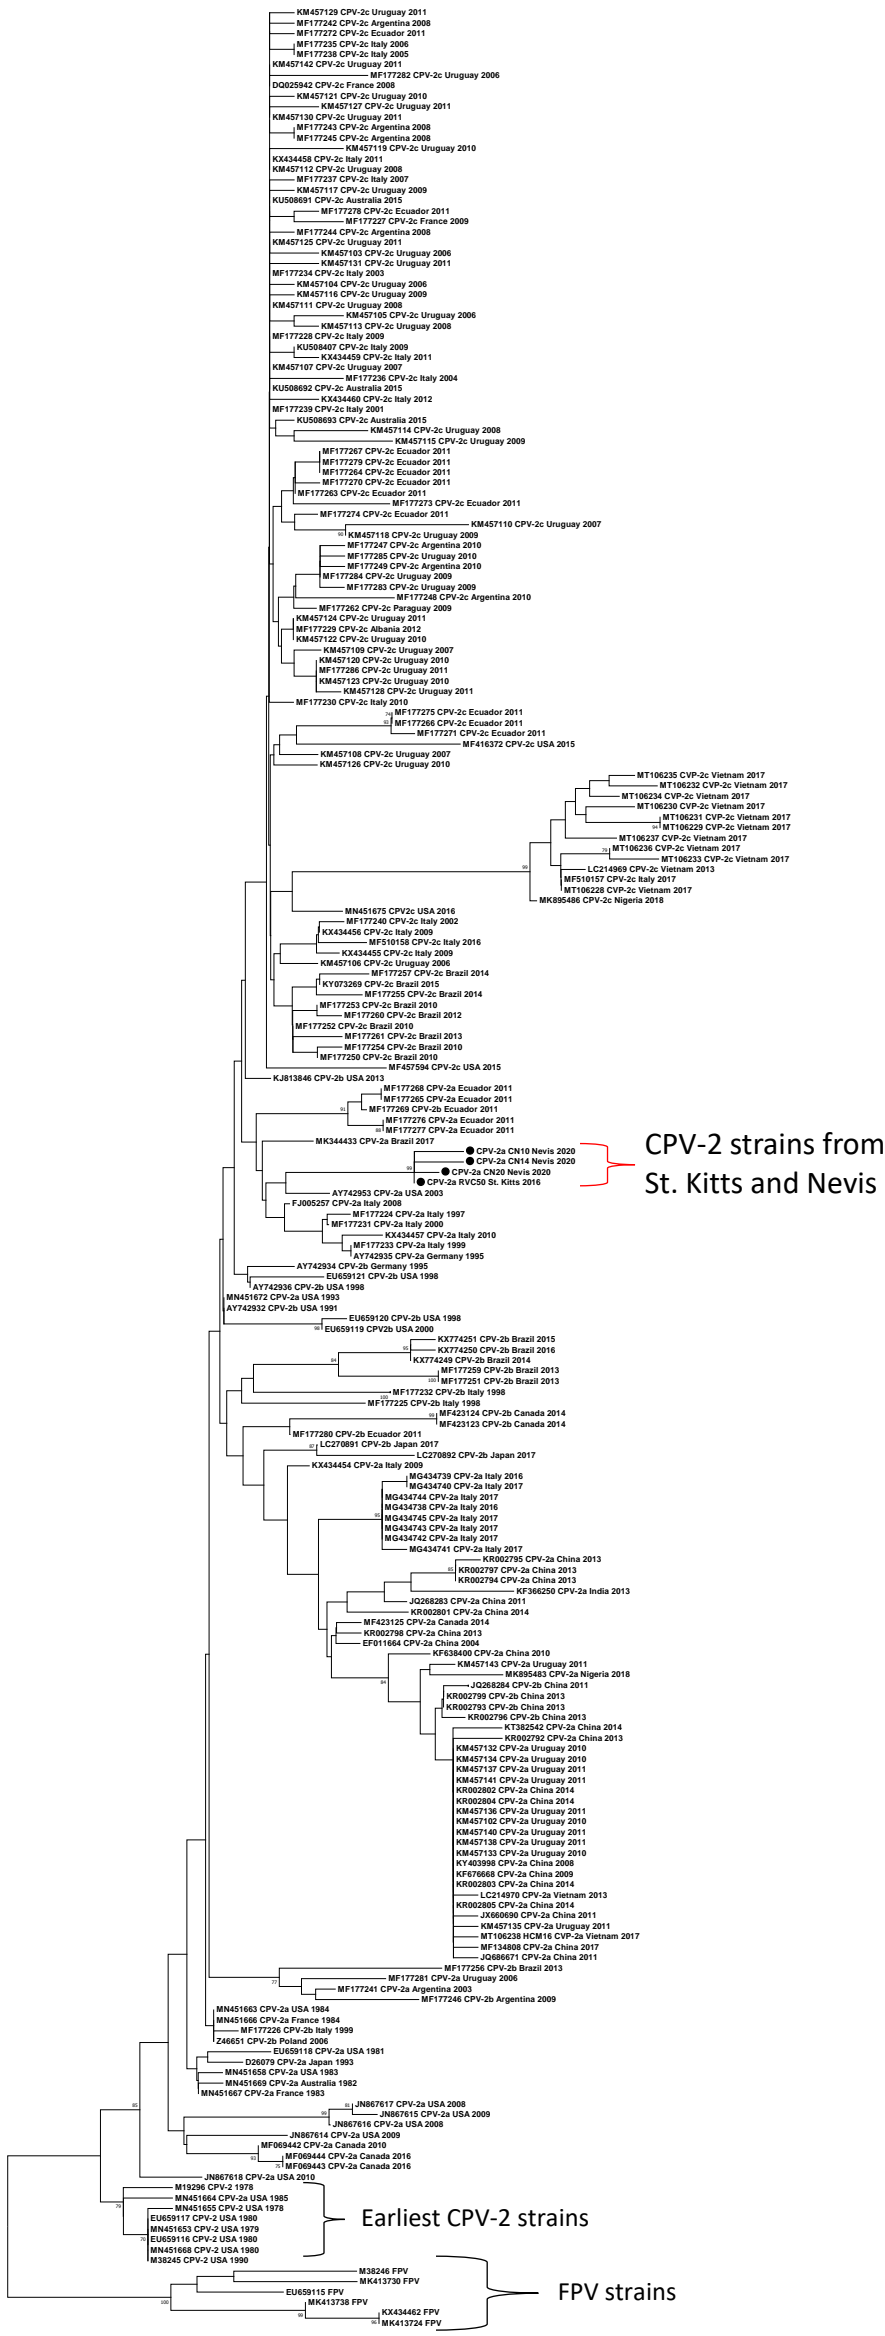 KM457129 CPV-2c Uruguay 2011
MF177242 CPV-2c Argentina 2008
MF177272 CPV-2c Ecuador 2011
MF177235 CPV-2c Italy 2006
MF177238 CPV-2c Italy 2005
KM457142 CPV-2c Uruguay 2011
MF177282 CPV-2c Uruguay 2006
DQ025942 CPV-2c France 2008
KM457121 CPV-2c Uruguay 2010
KM457127 CPV-2c Uruguay 2011
KM457130 CPV-2c Uruguay 2011
MF177243 CPV-2c Argentina 2008
MF177245 CPV-2c Argentina 2008
KM457119 CPV-2c Uruguay 2010
KX434458 CPV-2c Italy 2011
KM457112 CPV-2c Uruguay 2008
MF177237 CPV-2c Italy 2007
KM457117 CPV-2c Uruguay 2009
KU508691 CPV-2c Australia 2015
MF177278 CPV-2c Ecuador 2011
MF177227 CPV-2c France 2009
MF177244 CPV-2c Argentina 2008
KM457125 CPV-2c Uruguay 2011
KM457103 CPV-2c Uruguay 2006
KM457131 CPV-2c Uruguay 2011
MF177234 CPV-2c Italy 2003
KM457104 CPV-2c Uruguay 2006
KM457116 CPV-2c Uruguay 2009
KM457111 CPV-2c Uruguay 2008
KM457105 CPV-2c Uruguay 2006
KM457113 CPV-2c Uruguay 2008
MF177228 CPV-2c Italy 2009
KU508407 CPV-2c Italy 2009
KX434459 CPV-2c Italy 2011
KM457107 CPV-2c Uruguay 2007
MF177236 CPV-2c Italy 2004
KU508692 CPV-2c Australia 2015
KX434460 CPV-2c Italy 2012
MF177239 CPV-2c Italy 2001
KU508693 CPV-2c Australia 2015
KM457114 CPV-2c Uruguay 2008
KM457115 CPV-2c Uruguay 2009
MF177267 CPV-2c Ecuador 2011
MF177279 CPV-2c Ecuador 2011
MF177264 CPV-2c Ecuador 2011
MF177270 CPV-2c Ecuador 2011
MF177263 CPV-2c Ecuador 2011
MF177273 CPV-2c Ecuador 2011
MF177274 CPV-2c Ecuador 2011
KM457110 CPV-2c Uruguay 2007
90 KM457118 CPV-2c Uruguay 2009
MF177247 CPV-2c Argentina 2010
MF177285 CPV-2c Uruguay 2010
MF177249 CPV-2c Argentina 2010
MF177284 CPV-2c Uruguay 2009
MF177283 CPV-2c Uruguay 2009
MF177248 CPV-2c Argentina 2010
MF177262 CPV-2c Paraguay 2009
KM457124 CPV-2c Uruguay 2011
MF177229 CPV-2c Albania 2012
KM457122 CPV-2c Uruguay 2010
KM457109 CPV-2c Uruguay 2007
KM457120 CPV-2c Uruguay 2010
MF177286 CPV-2c Uruguay 2011
KM457123 CPV-2c Uruguay 2010
KM457128 CPV-2c Uruguay 2011
MF177230 CPV-2c Italy 2010
74 MF177275 CPV-2c Ecuador 2011
93 MF177266 CPV-2c Ecuador 2011
MF177271 CPV-2c Ecuador 2011
MF416372 CPV-2c USA 2015
KM457108 CPV-2c Uruguay 2007
KM457126 CPV-2c Uruguay 2010
MT106235 CVP-2c Vietnam 2017
MT106232 CVP-2c Vietnam 2017
MT106234 CVP-2c Vietnam 2017
MT106230 CVP-2c Vietnam 2017
MT106231 CVP-2c Vietnam 2017
94 MT106229 CVP-2c Vietnam 2017
MT106237 CVP-2c Vietnam 2017
79 MT106236 CVP-2c Vietnam 2017
MT106233 CVP-2c Vietnam 2017
99 LC214969 CPV-2c Vietnam 2013
MF510157 CPV-2c Italy 2017
MT106228 CVP-2c Vietnam 2017
MK895486 CPV-2c Nigeria 2018
MN451675 CPV2c USA 2016
MF177240 CPV-2c Italy 2002
KX434456 CPV-2c Italy 2009
MF510158 CPV-2c Italy 2016
KX434455 CPV-2c Italy 2009
KM457106 CPV-2c Uruguay 2006
MF177257 CPV-2c Brazil 2014
KY073269 CPV-2c Brazil 2015
MF177255 CPV-2c Brazil 2014
MF177253 CPV-2c Brazil 2010
MF177260 CPV-2c Brazil 2012
MF177252 CPV-2c Brazil 2010
MF177261 CPV-2c Brazil 2013
MF177254 CPV-2c Brazil 2010
MF177250 CPV-2c Brazil 2010
MF457594 CPV-2c USA 2015
KJ813846 CPV-2b USA 2013
MF177268 CPV-2a Ecuador 2011
MF177265 CPV-2a Ecuador 2011
91 MF177269 CPV-2b Ecuador 2011
MF177276 CPV-2a Ecuador 2011
MF177277 CPV-2a Ecuador 2011
MK344433 CPV-2a Brazil 2017
CPV-2a CN10 Nevis 2020
CPV-2a CN14 Nevis 2020
99 CPV-2a CN20 Nevis 2020
CPV-2a RVC50 St. Kitts 2016
CPV-2 strains from
St. Kitts and Nevis
AY742953 CPV-2a USA 2003
FJ005257 CPV-2a Italy 2008
MF177224 CPV-2a Italy 1997
MF177231 CPV-2a Italy 2000
KX434457 CPV-2a Italy 2010
MF177233 CPV-2a Italy 1999
AY742935 CPV-2a Germany 1995
AY742934 CPV-2b Germany 1995
EU659121 CPV-2b USA 1998
AY742936 CPV-2b USA 1998
MN451672 CPV-2a USA 1993
AY742932 CPV-2b USA 1991
EU659120 CPV-2b USA 1998
98 EU659119 CPV2b USA 2000
KX774251 CPV-2b Brazil 2015
95 KX774250 CPV-2b Brazil 2016
84 KX774249 CPV-2b Brazil 2014
MF177259 CPV-2b Brazil 2013
100 MF177251 CPV-2b Brazil 2013
100 MF177232 CPV-2b Italy 1998
MF177225 CPV-2b Italy 1998
99 MF423124 CPV-2b Canada 2014
MF423123 CPV-2b Canada 2014
MF177280 CPV-2b Ecuador 2011
87 LC270891 CPV-2b Japan 2017
LC270892 CPV-2b Japan 2017
KX434454 CPV-2a Italy 2009
MG434739 CPV-2a Italy 2016
MG434740 CPV-2a Italy 2017
MG434744 CPV-2a Italy 2017
MG434738 CPV-2a Italy 2016
95 MG434745 CPV-2a Italy 2017
MG434743 CPV-2a Italy 2017
MG434742 CPV-2a Italy 2017
MG434741 CPV-2a Italy 2017
KR002795 CPV-2a China 2013
85 KR002797 CPV-2a China 2013
KR002794 CPV-2a China 2013
KF366250 CPV-2a India 2013
JQ268283 CPV-2a China 2011
KR002801 CPV-2a China 2014
MF423125 CPV-2a Canada 2014
KR002798 CPV-2a China 2013
EF011664 CPV-2a China 2004
KF638400 CPV-2a China 2010
KM457143 CPV-2a Uruguay 2011
MK895483 CPV-2a Nigeria 2018
84 JQ268284 CPV-2b China 2011
KR002799 CPV-2b China 2013
KR002793 CPV-2b China 2013
KR002796 CPV-2b China 2013
KT382542 CPV-2a China 2014
KR002792 CPV-2a China 2013
KM457132 CPV-2a Uruguay 2010
KM457134 CPV-2a Uruguay 2010
KM457137 CPV-2a Uruguay 2011
KM457141 CPV-2a Uruguay 2011
KR002802 CPV-2a China 2014
KR002804 CPV-2a China 2014
KM457136 CPV-2a Uruguay 2011
KM457102 CPV-2a Uruguay 2010
KM457140 CPV-2a Uruguay 2011
KM457138 CPV-2a Uruguay 2011
KM457133 CPV-2a Uruguay 2010
KY403998 CPV-2a China 2008
KF676668 CPV-2a China 2009
KR002803 CPV-2a China 2014
LC214970 CPV-2a Vietnam 2013
KR002805 CPV-2a China 2014
JX660690 CPV-2a China 2011
KM457135 CPV-2a Uruguay 2011
MT106238 HCM16 CVP-2a Vietnam 2017
MF134808 CPV-2a China 2017
JQ686671 CPV-2a China 2011
MF177256 CPV-2b Brazil 2013
77 MF177281 CPV-2a Uruguay 2006
MF177241 CPV-2a Argentina 2003
MF177246 CPV-2b Argentina 2009
MN451663 CPV-2a USA 1984
MN451666 CPV-2a France 1984
MF177226 CPV-2b Italy 1999
Z46651 CPV-2b Poland 2006
EU659118 CPV-2a USA 1981
D26079 CPV-2a Japan 1993
MN451658 CPV-2a USA 1983
MN451669 CPV-2a Australia 1982
MN451667 CPV-2a France 1983
85 81 JN867617 CPV-2a USA 2008
99 JN867615 CPV-2a USA 2009
JN867616 CPV-2a USA 2008
JN867614 CPV-2a USA 2009
MF069442 CPV-2a Canada 2010
93 MF069444 CPV-2a Canada 2016
75 MF069443 CPV-2a Canada 2016
JN867618 CPV-2a USA 2010
M19296 CPV-2 1978
MN451664 CPV-2a USA 1985
79 MN451655 CPV-2 USA 1978
EU659117 CPV-2 USA 1980
MN451653 CPV-2 USA 1979
70 EU659116 CPV-2 USA 1980
MN451668 CPV-2 USA 1980
M38245 CPV-2 USA 1990
Earliest CPV-2 strains
M38246 FPV
MK413730 FPV
EU659115 FPV
100 MK413738 FPV
99 KX434462 FPV
96 MK413724 FPV
FPV strains